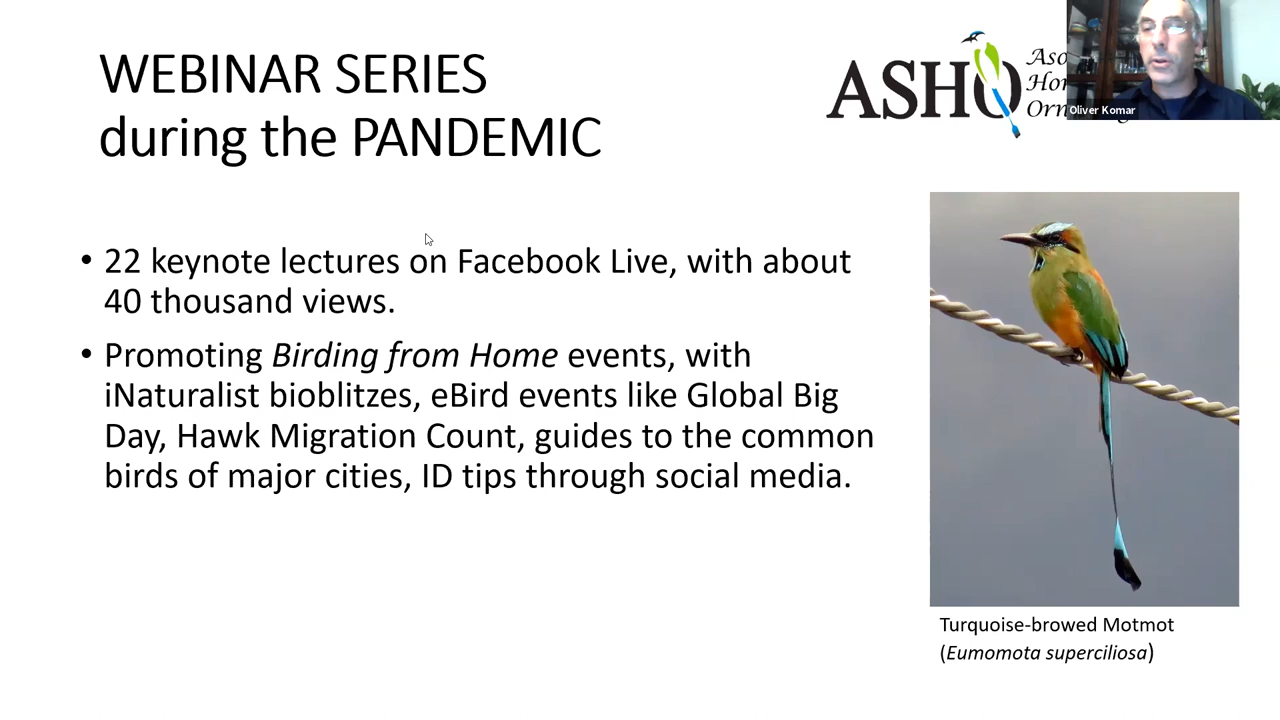 WEBINAR SERIES
during the PANDEMIC
ASHO
Oliver Komar
• 22 keynote lectures on Facebook Live, with about
40 thousand views.
• Promoting Birding from Home events, with
iNaturalist bioblitzes, eBird events like Global Big
Day, Hawk Migration Count, guides to the common
birds of major cities, ID tips through social media.
Turquoise-browed Motmot
(Eumomota superciliosa)